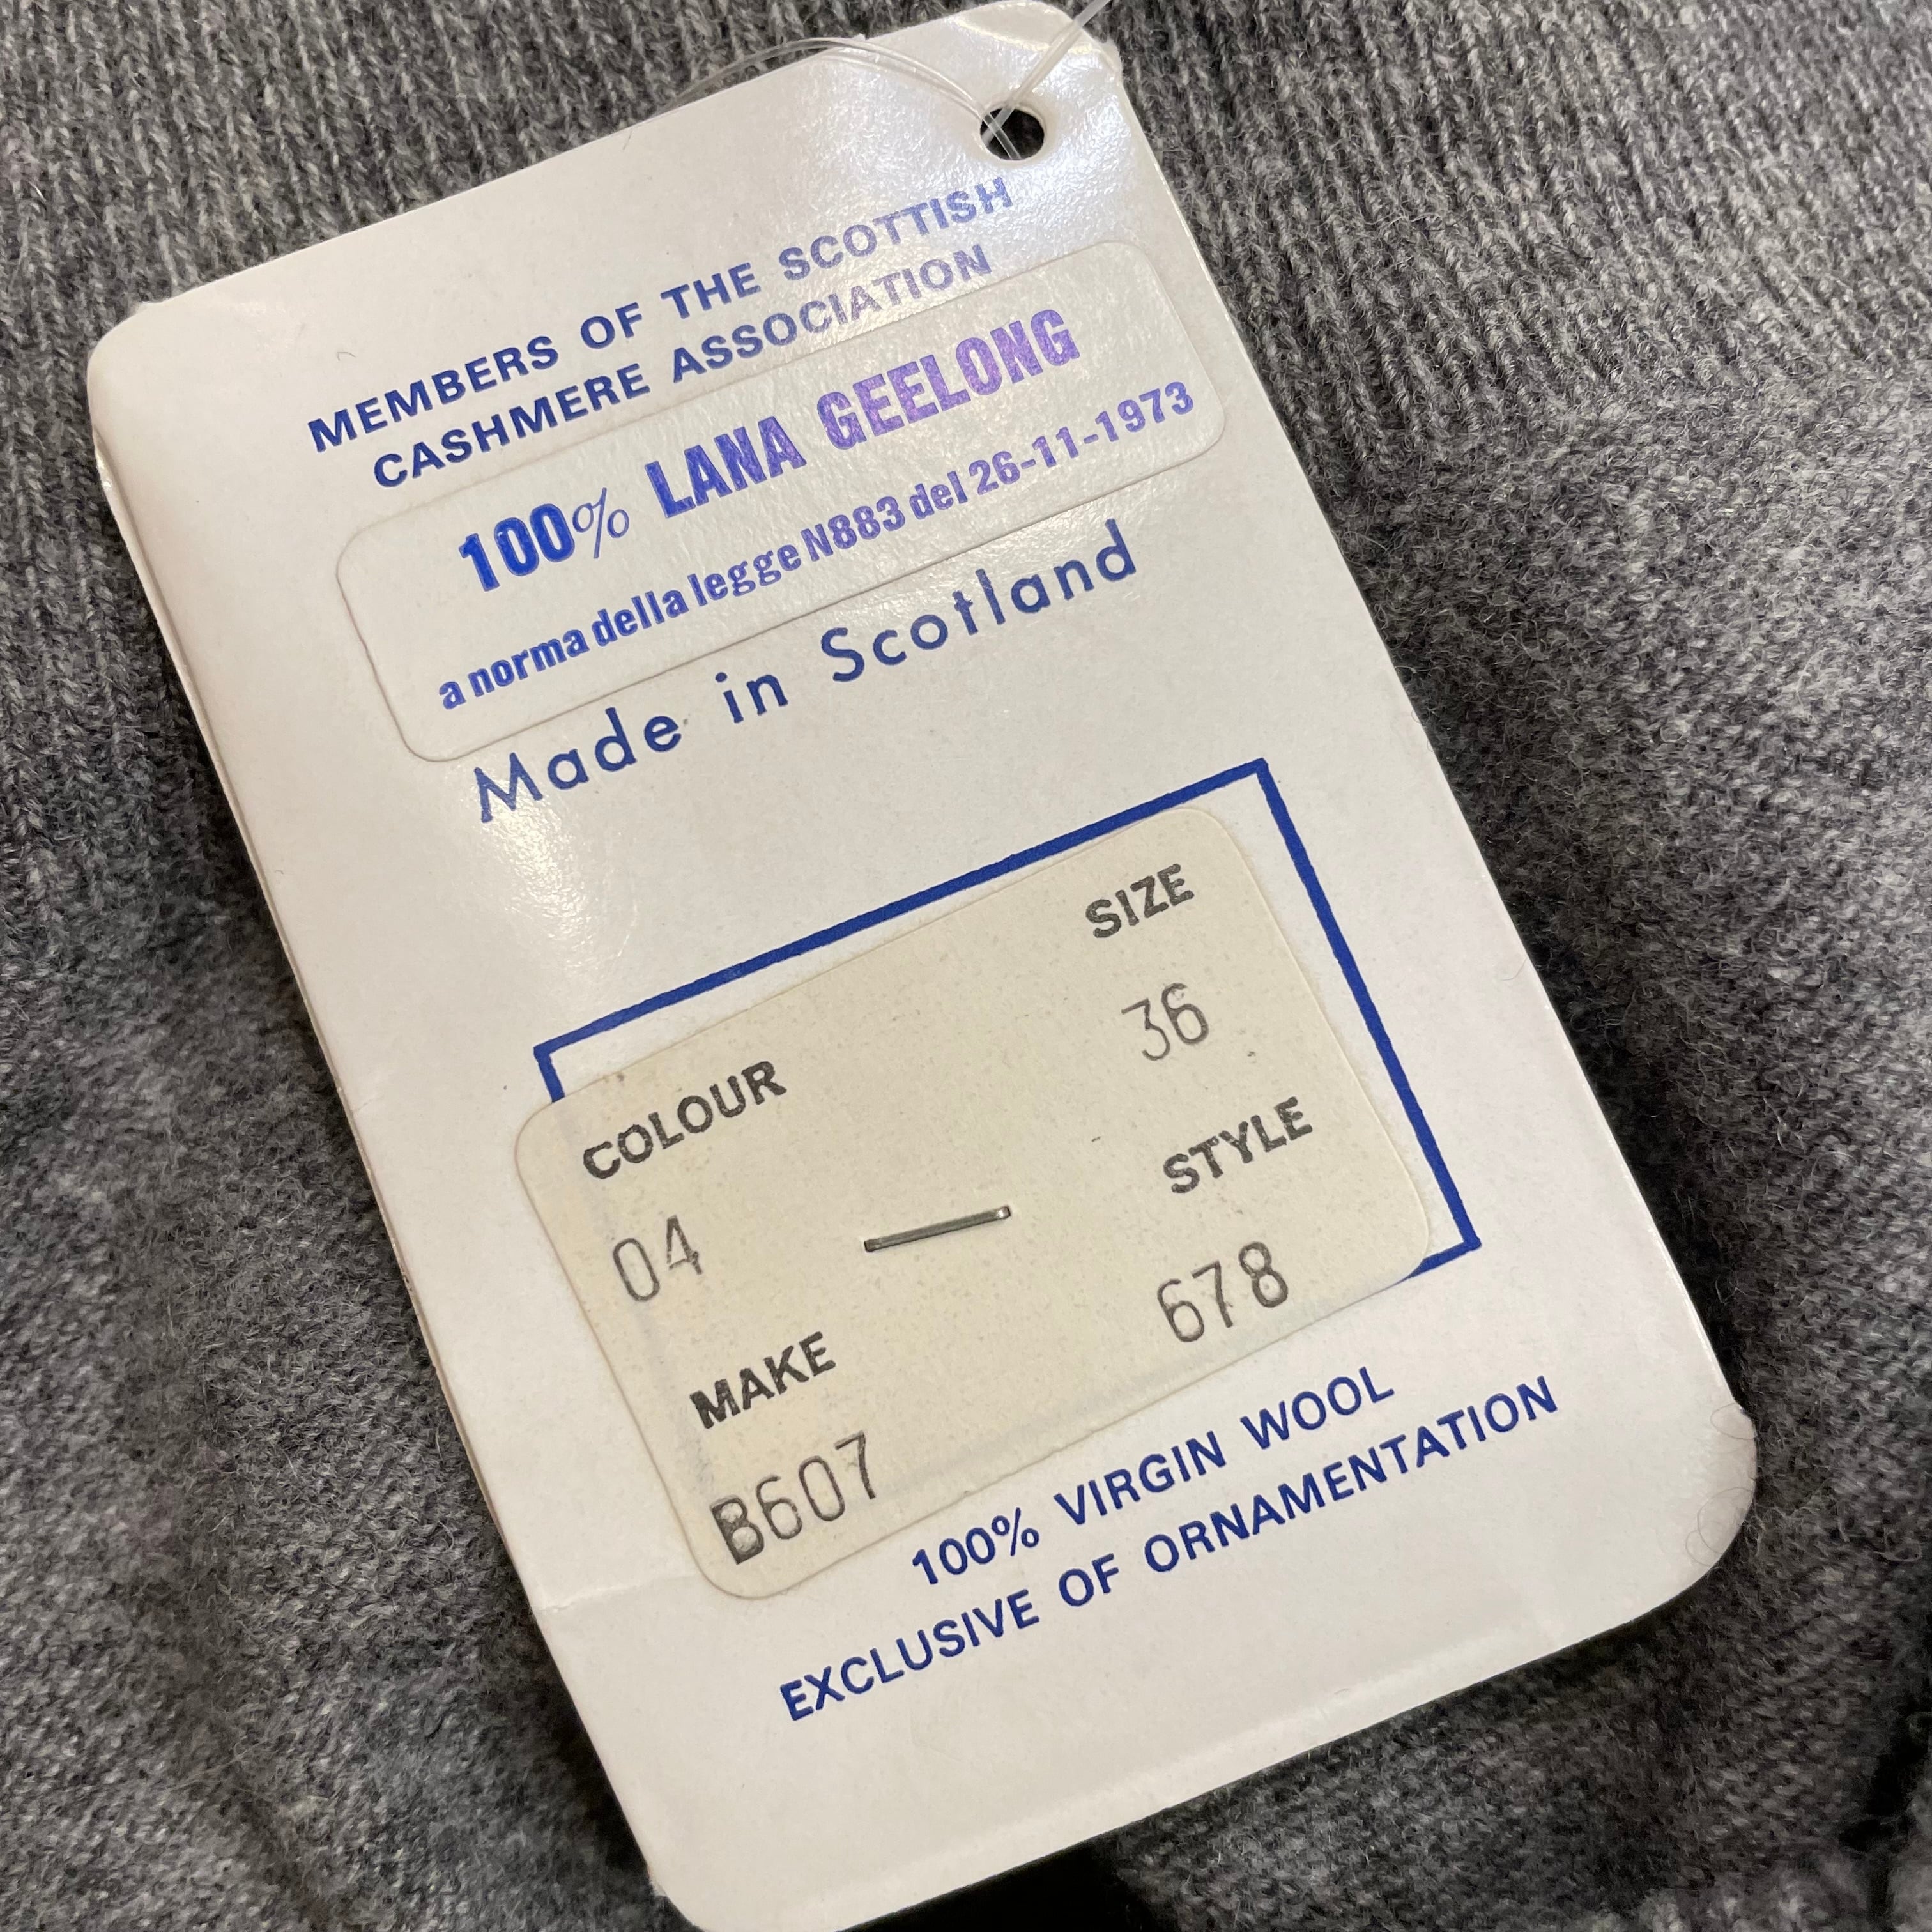 MEMBERS OF THE SCOTTISH
CASHMERE ASSOCIATION
100% LANA GEELONG
a norma della legge N883 del 26-11-1973
Made in Scotland
COLOUR SIZE
04 36
MAKE STYLE
B607 678
100% VIRGIN WOOL
EXCLUSIVE OF ORNAMENTATION